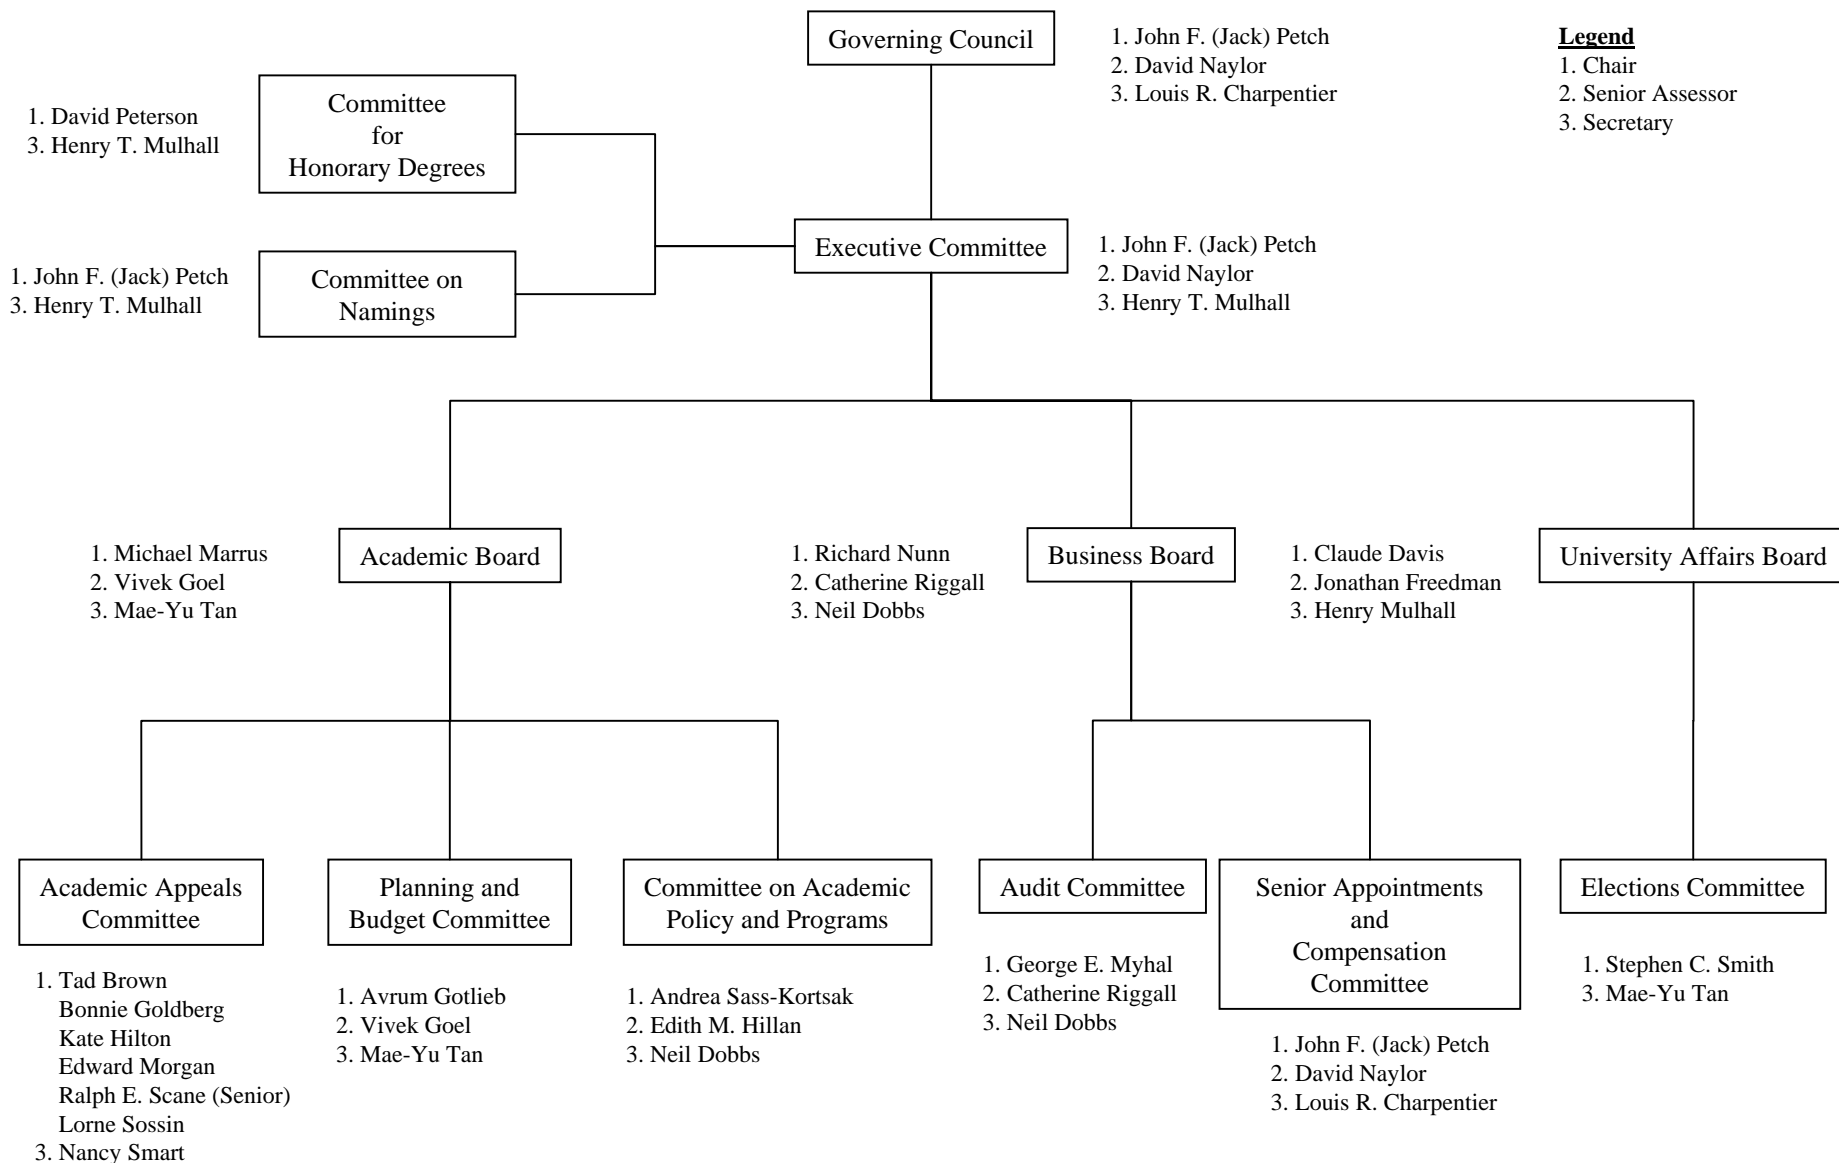 Governing Council
1. John F. (Jack) Petch
2. David Naylor
3. Louis R. Charpentier
Legend
1. Chair
2. Senior Assessor
3. Secretary
1. David Peterson
3. Henry T. Mulhall
Committee
for
Honorary Degrees
1. John F. (Jack) Petch
3. Henry T. Mulhall
Committee on
Namings
Executive Committee
1. John F. (Jack) Petch
2. David Naylor
3. Henry T. Mulhall
1. Michael Marrus
2. Vivek Goel
3. Mae-Yu Tan
Academic Board
1. Richard Nunn
2. Catherine Riggall
3. Neil Dobbs
Business Board
1. Claude Davis
2. Jonathan Freedman
3. Henry Mulhall
University Affairs Board
Academic Appeals
Committee
1. Tad Brown
Bonnie Goldberg
Kate Hilton
Edward Morgan
Ralph E. Scane (Senior)
Lorne Sossin
3. Nancy Smart
Planning and
Budget Committee
1. Avrum Gotlieb
2. Vivek Goel
3. Mae-Yu Tan
Committee on Academic
Policy and Programs
1. Andrea Sass-Kortsak
2. Edith M. Hillan
3. Neil Dobbs
Audit Committee
1. George E. Myhal
2. Catherine Riggall
3. Neil Dobbs
Senior Appointments
and
Compensation
Committee
1. John F. (Jack) Petch
2. David Naylor
3. Louis R. Charpentier
Elections Committee
1. Stephen C. Smith
3. Mae-Yu Tan